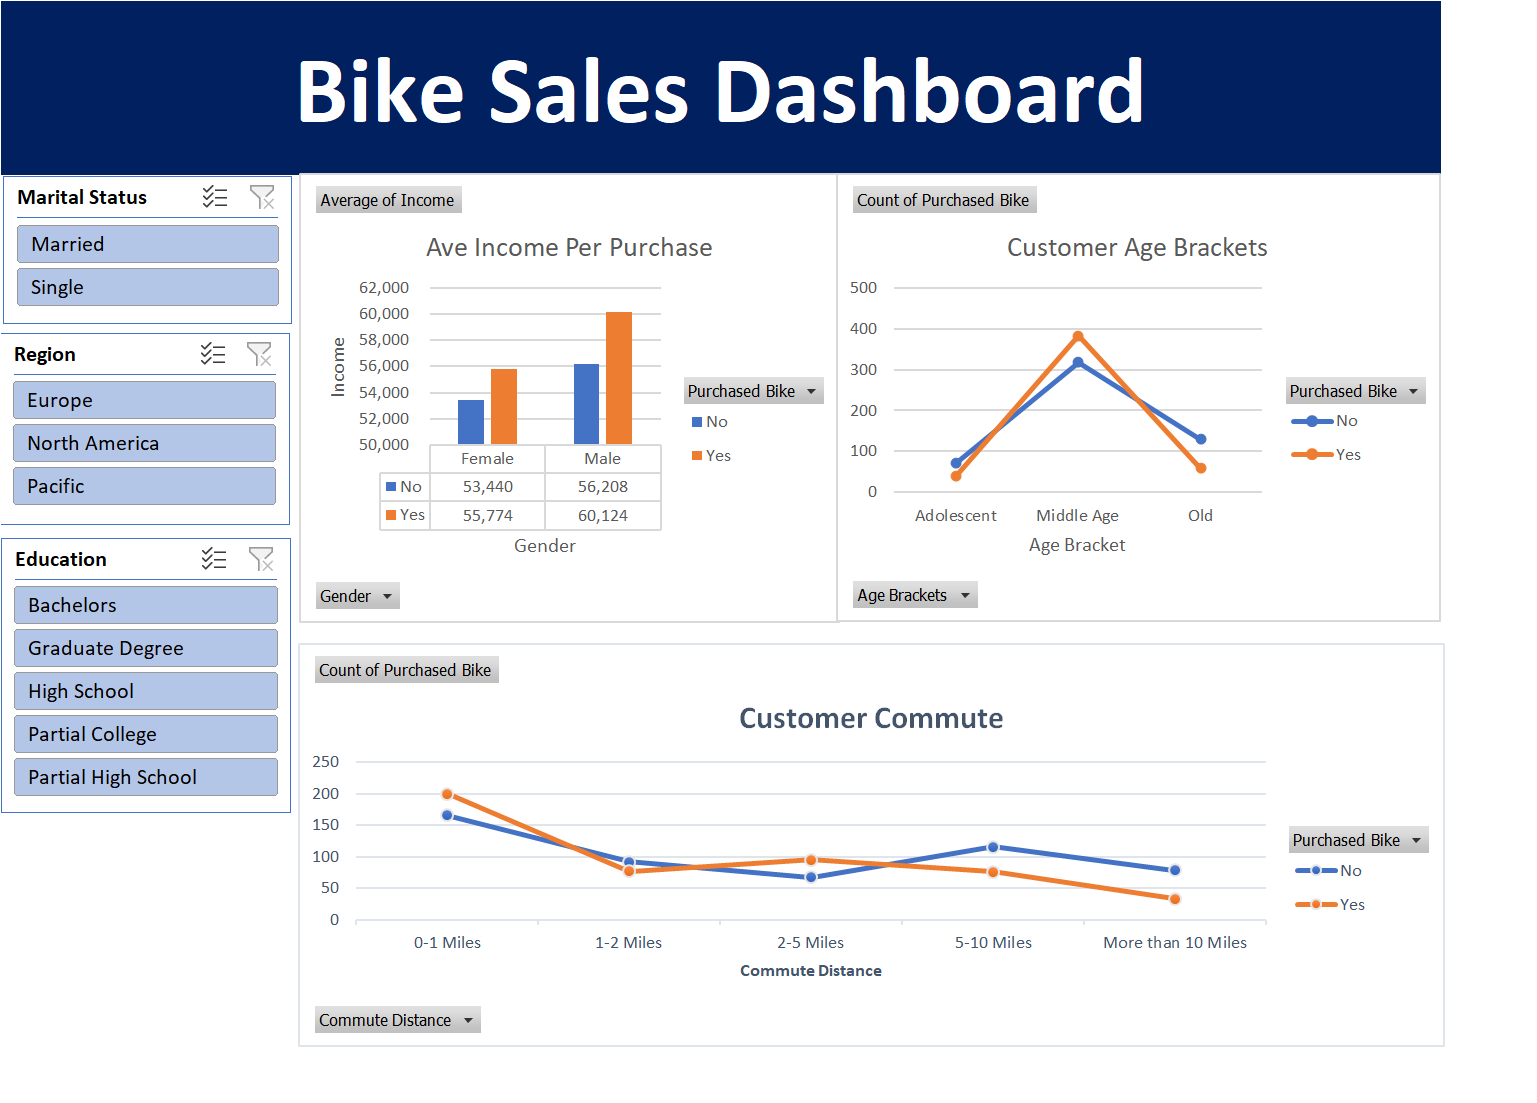 Bike Sales Dashboard
Marital Status
Married
Single
Region
Europe
North America
Pacific
Education
Bachelors
Graduate Degree
High School
Partial College
Partial High School
Average of Income
Ave Income Per Purchase
62,000
60,000
58,000
56,000
54,000
52,000
50,000
Income
Female Male
No 53,440 56,208
Yes 55,774 60,124
Gender
Purchased Bike
No
Yes
Gender
Count of Purchased Bike
Customer Age Brackets
500
400
300
200
100
0
Adolescent Middle Age Old
Age Bracket
Purchased Bike
No
Yes
Age Brackets
Count of Purchased Bike
Customer Commute
250
200
150
100
50
0
0-1 Miles 1-2 Miles 2-5 Miles 5-10 Miles More than 10 Miles
Commute Distance
Purchased Bike
No
Yes
Commute Distance